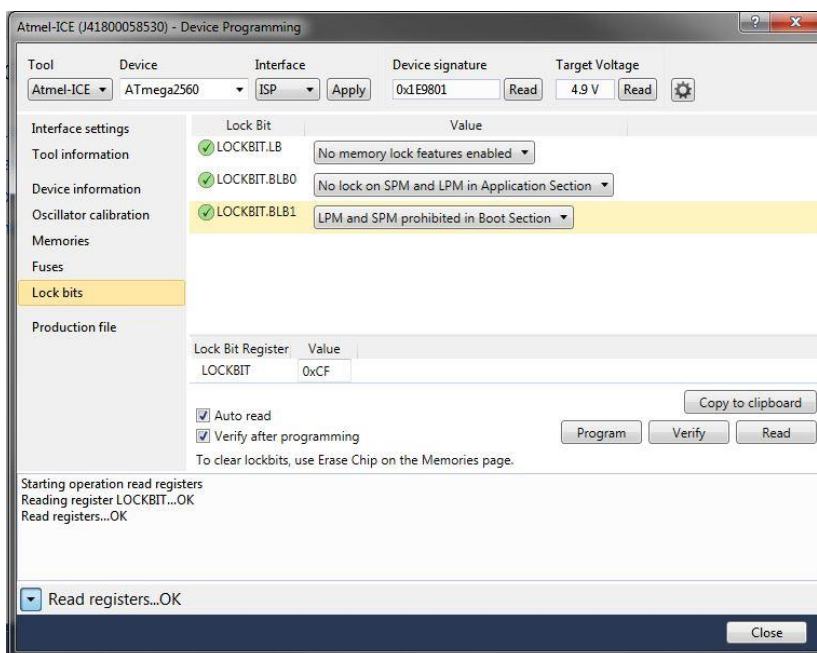 Atmel-ICE (J41800058530) - Device Programming
Tool Device Interface Device signature Target Voltage
Atmel-ICE ATmega2560 ISP Apply 0x1E9801 Read 4.9 V Read
Interface settings
Tool information
Device information
Oscillator calibration
Memories
Fuses
Lock bits
Production file
Lock Bit Value
LOCKBIT.LB No memory lock features enabled
LOCKBIT.BLB0 No lock on SPM and LPM in Application Section
LOCKBIT.BLB1 LPM and SPM prohibited in Boot Section
Lock Bit Register Value
LOCKBIT 0xCF
Copy to clipboard
Auto read
Verify after programming
Program Verify Read
To clear lockbits, use Erase Chip on the Memories page.
Starting operation read registers
Reading register LOCKBIT...OK
Read registers...OK
Read registers...OK
Close